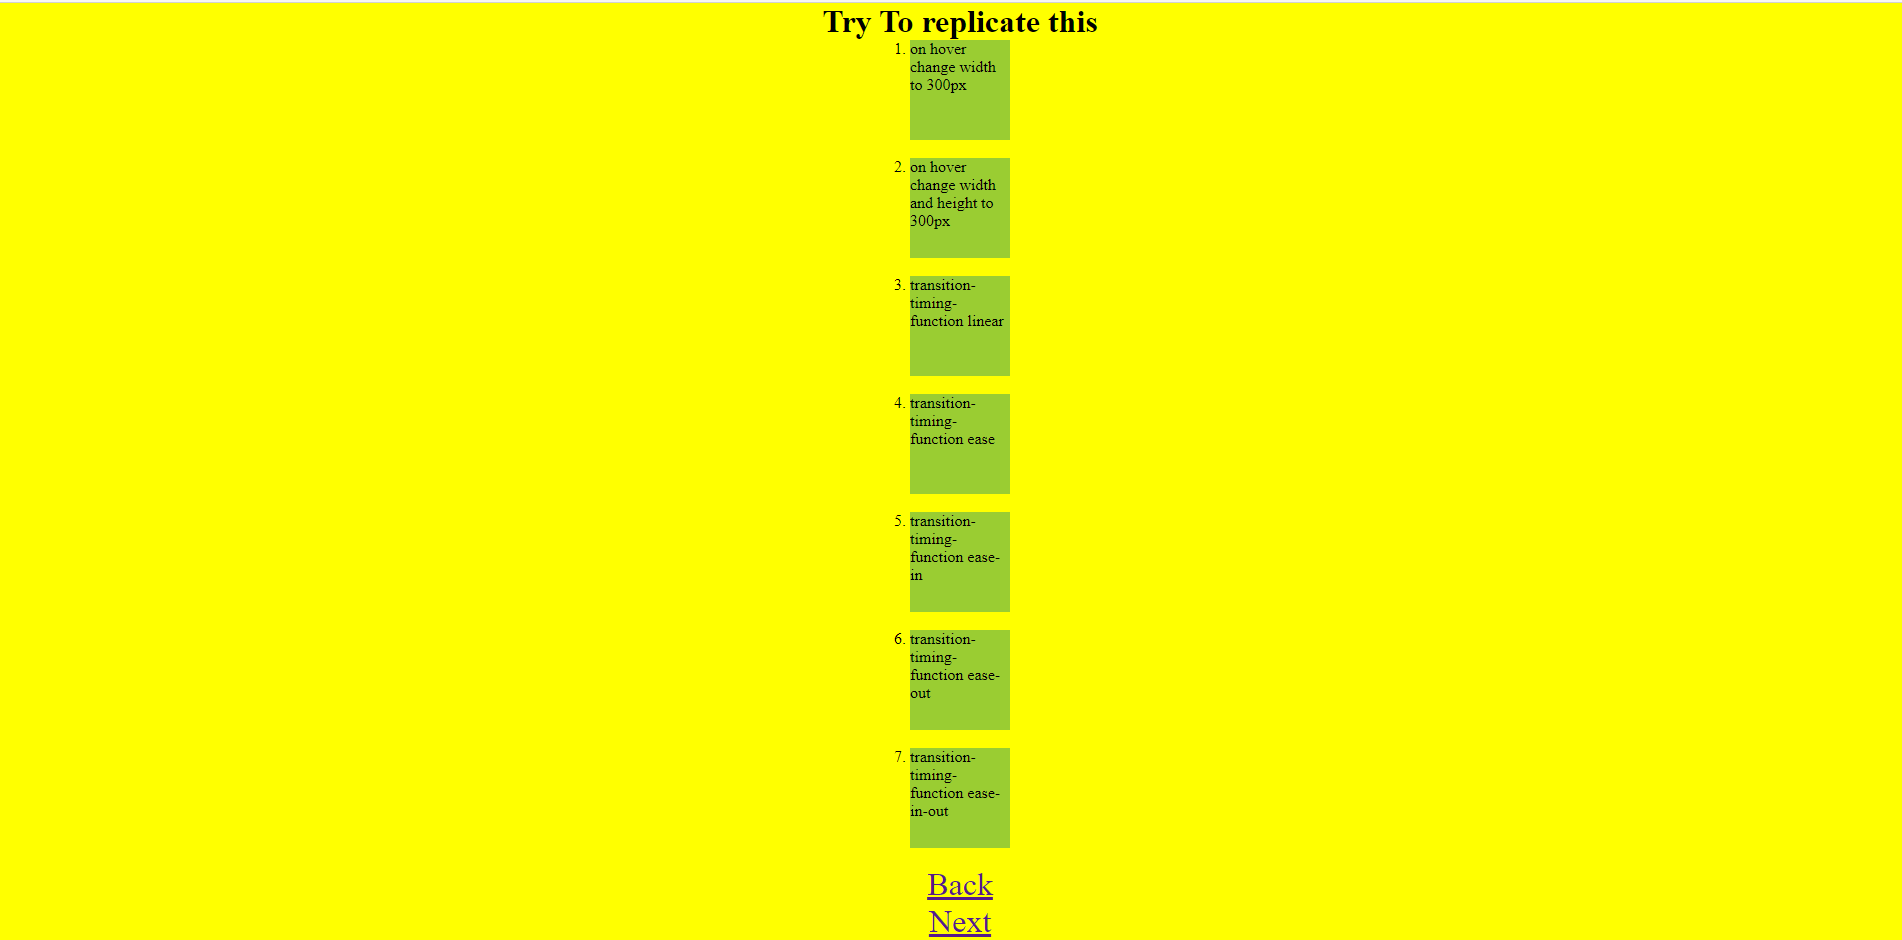 Try To replicate this
1. on hover
change width
to 300px
2. on hover
change width
and height to
300px
3. transition-
timing-
function linear
4. transition-
timing-
function ease
5. transition-
timing-
function ease-
in
6. transition-
timing-
function ease-
out
7. transition-
timing-
function ease-
in-out
Back
Next